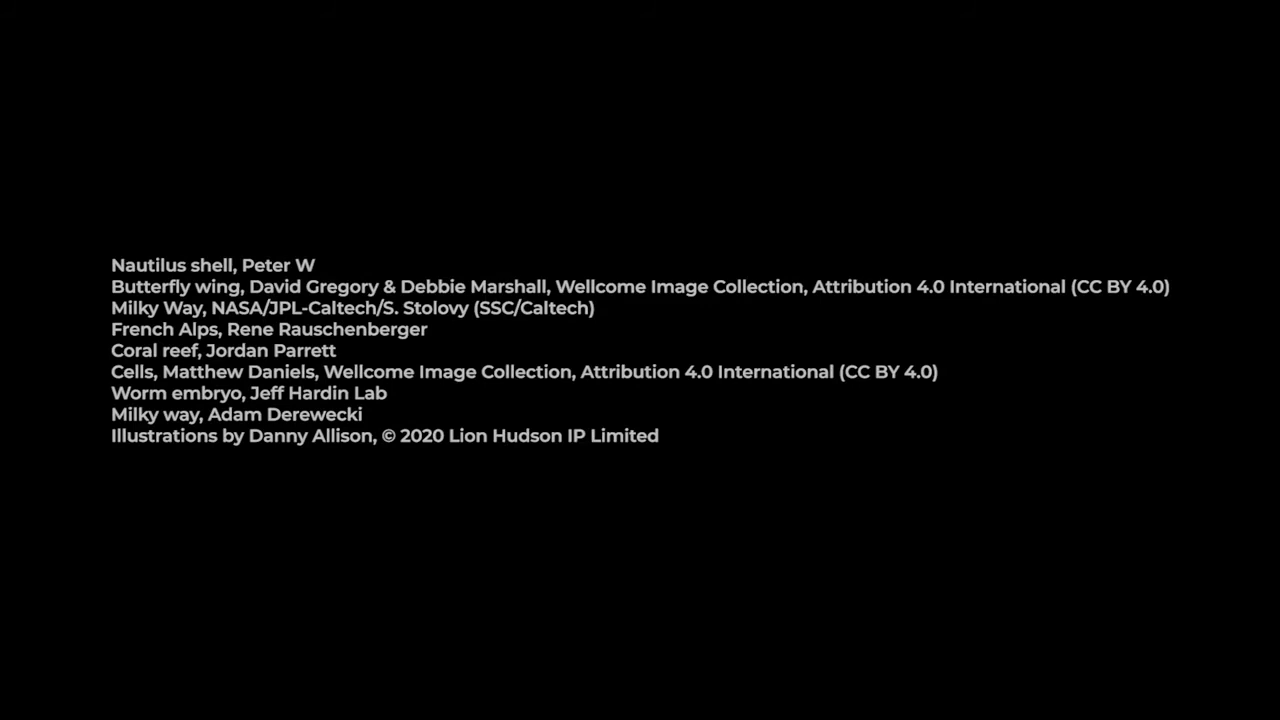 Nautilus shell, Peter W
Butterfly wing, David Gregory & Debbie Marshall, Wellcome Image Collection, Attribution 4.0 International (CC BY 4.0)
Milky Way, NASA/JPL-Caltech/S. Stolovy (SSC/Caltech)
French Alps, Rene Rauschenberger
Coral reef, Jordan Parrett
Cells, Matthew Daniels, Wellcome Image Collection, Attribution 4.0 International (CC BY 4.0)
Worm embryo, Jeff Hardin Lab
Milky way, Adam Derewecki
Illustrations by Danny Allison, © 2020 Lion Hudson IP Limited